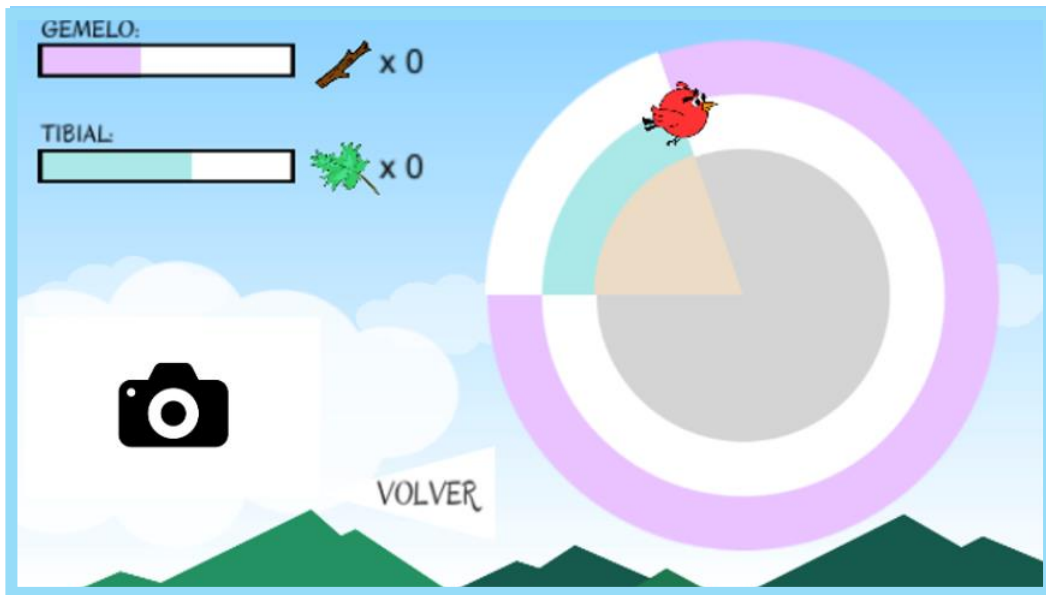 GEMELO:
x 0
TIBIAL:
x 0
VOLVER